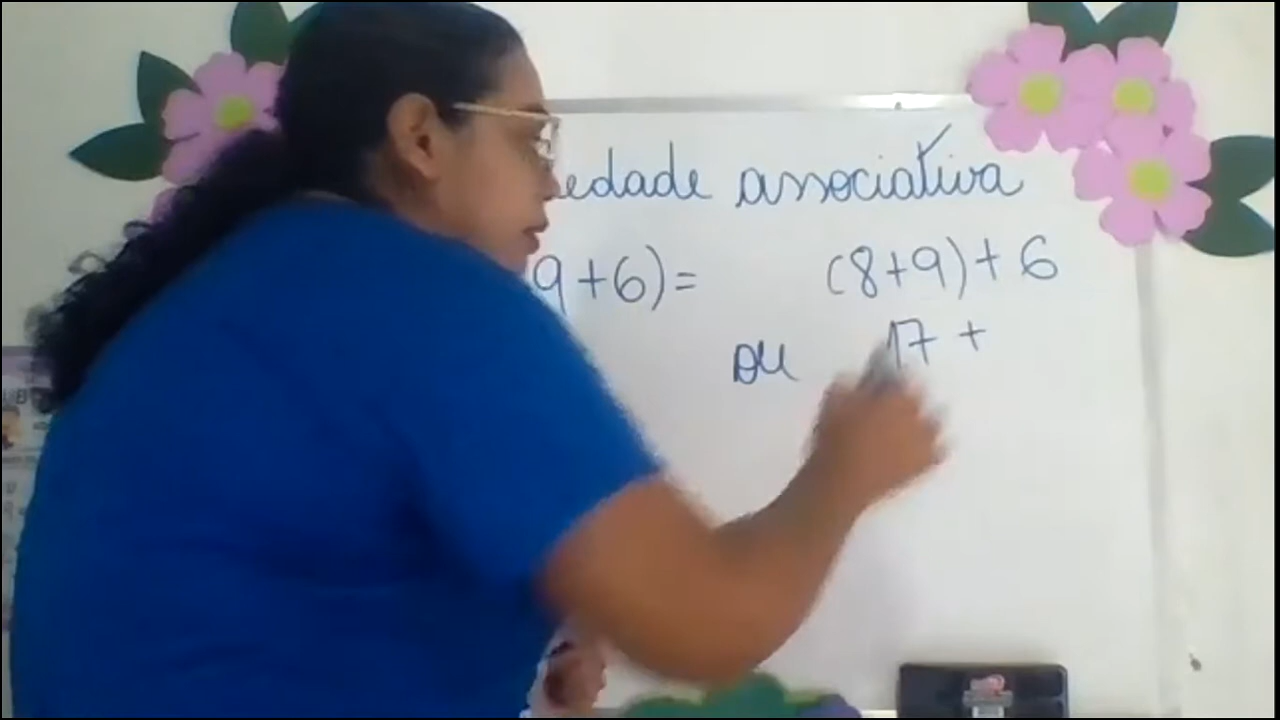 edade associativa
9+6)= (8+9)+6
ou 17 +